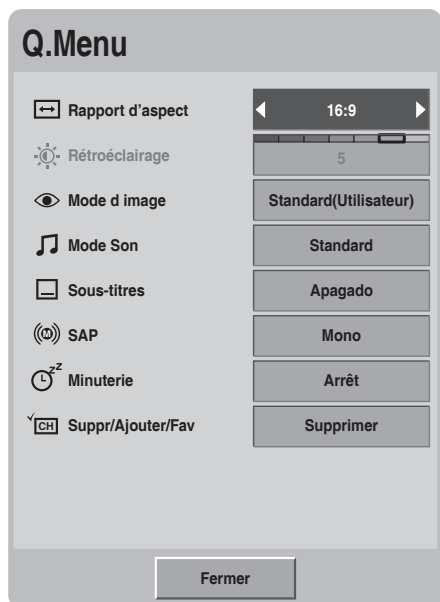 Q.Menu
Rapport d'aspect 16:9
Rétroéclairage 5
Mode d image Standard(Utilisateur)
Mode Son Standard
Sous-titres Apagado
SAP Mono
Minuterie Arrêt
CH Suppr/Ajouter/Fav Supprimer
Fermer